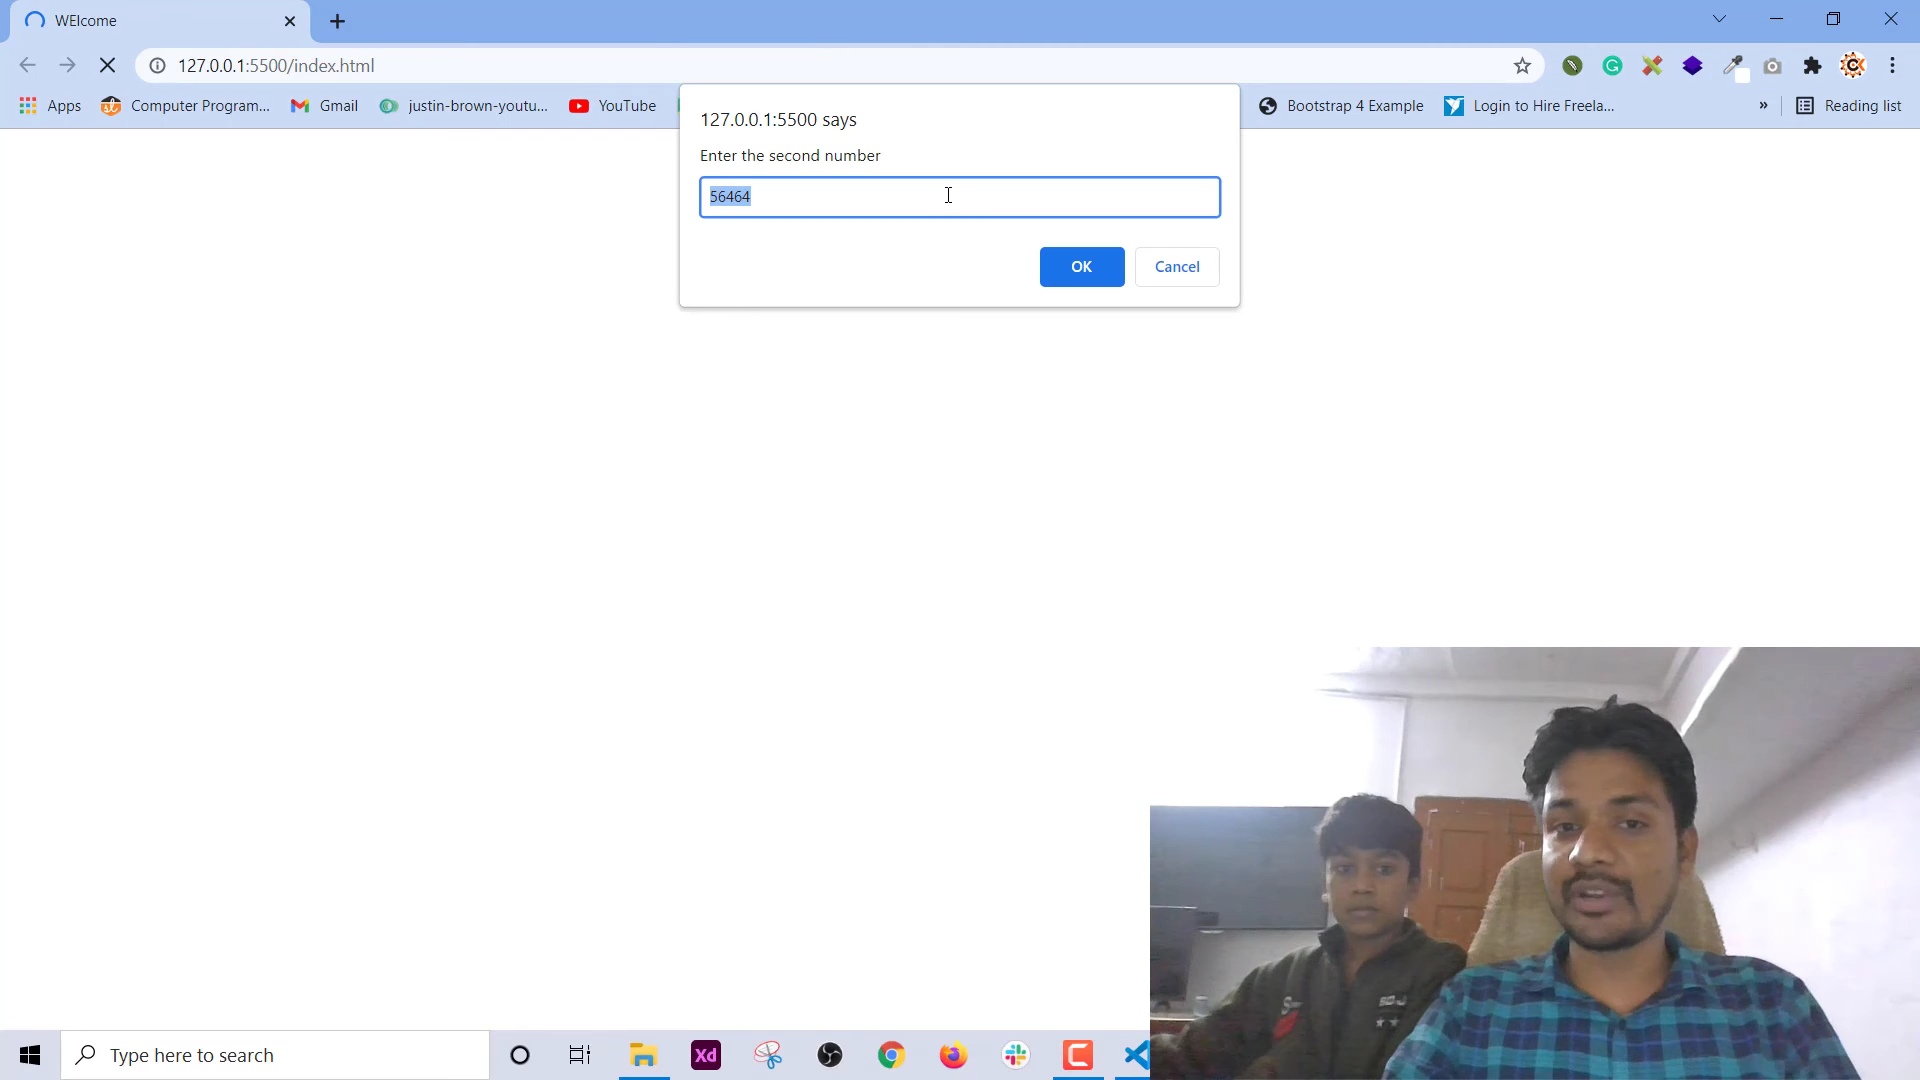 WElcome
127.0.0.1:5500/index.html
Apps
Computer Program...
Gmail
justin-brown-youtu...
YouTube
Bootstrap 4 Example
Login to Hire Freela...
»
Reading list
127.0.0.1:5500 says
Enter the second number
56464
OK
Cancel
Type here to search
Xd